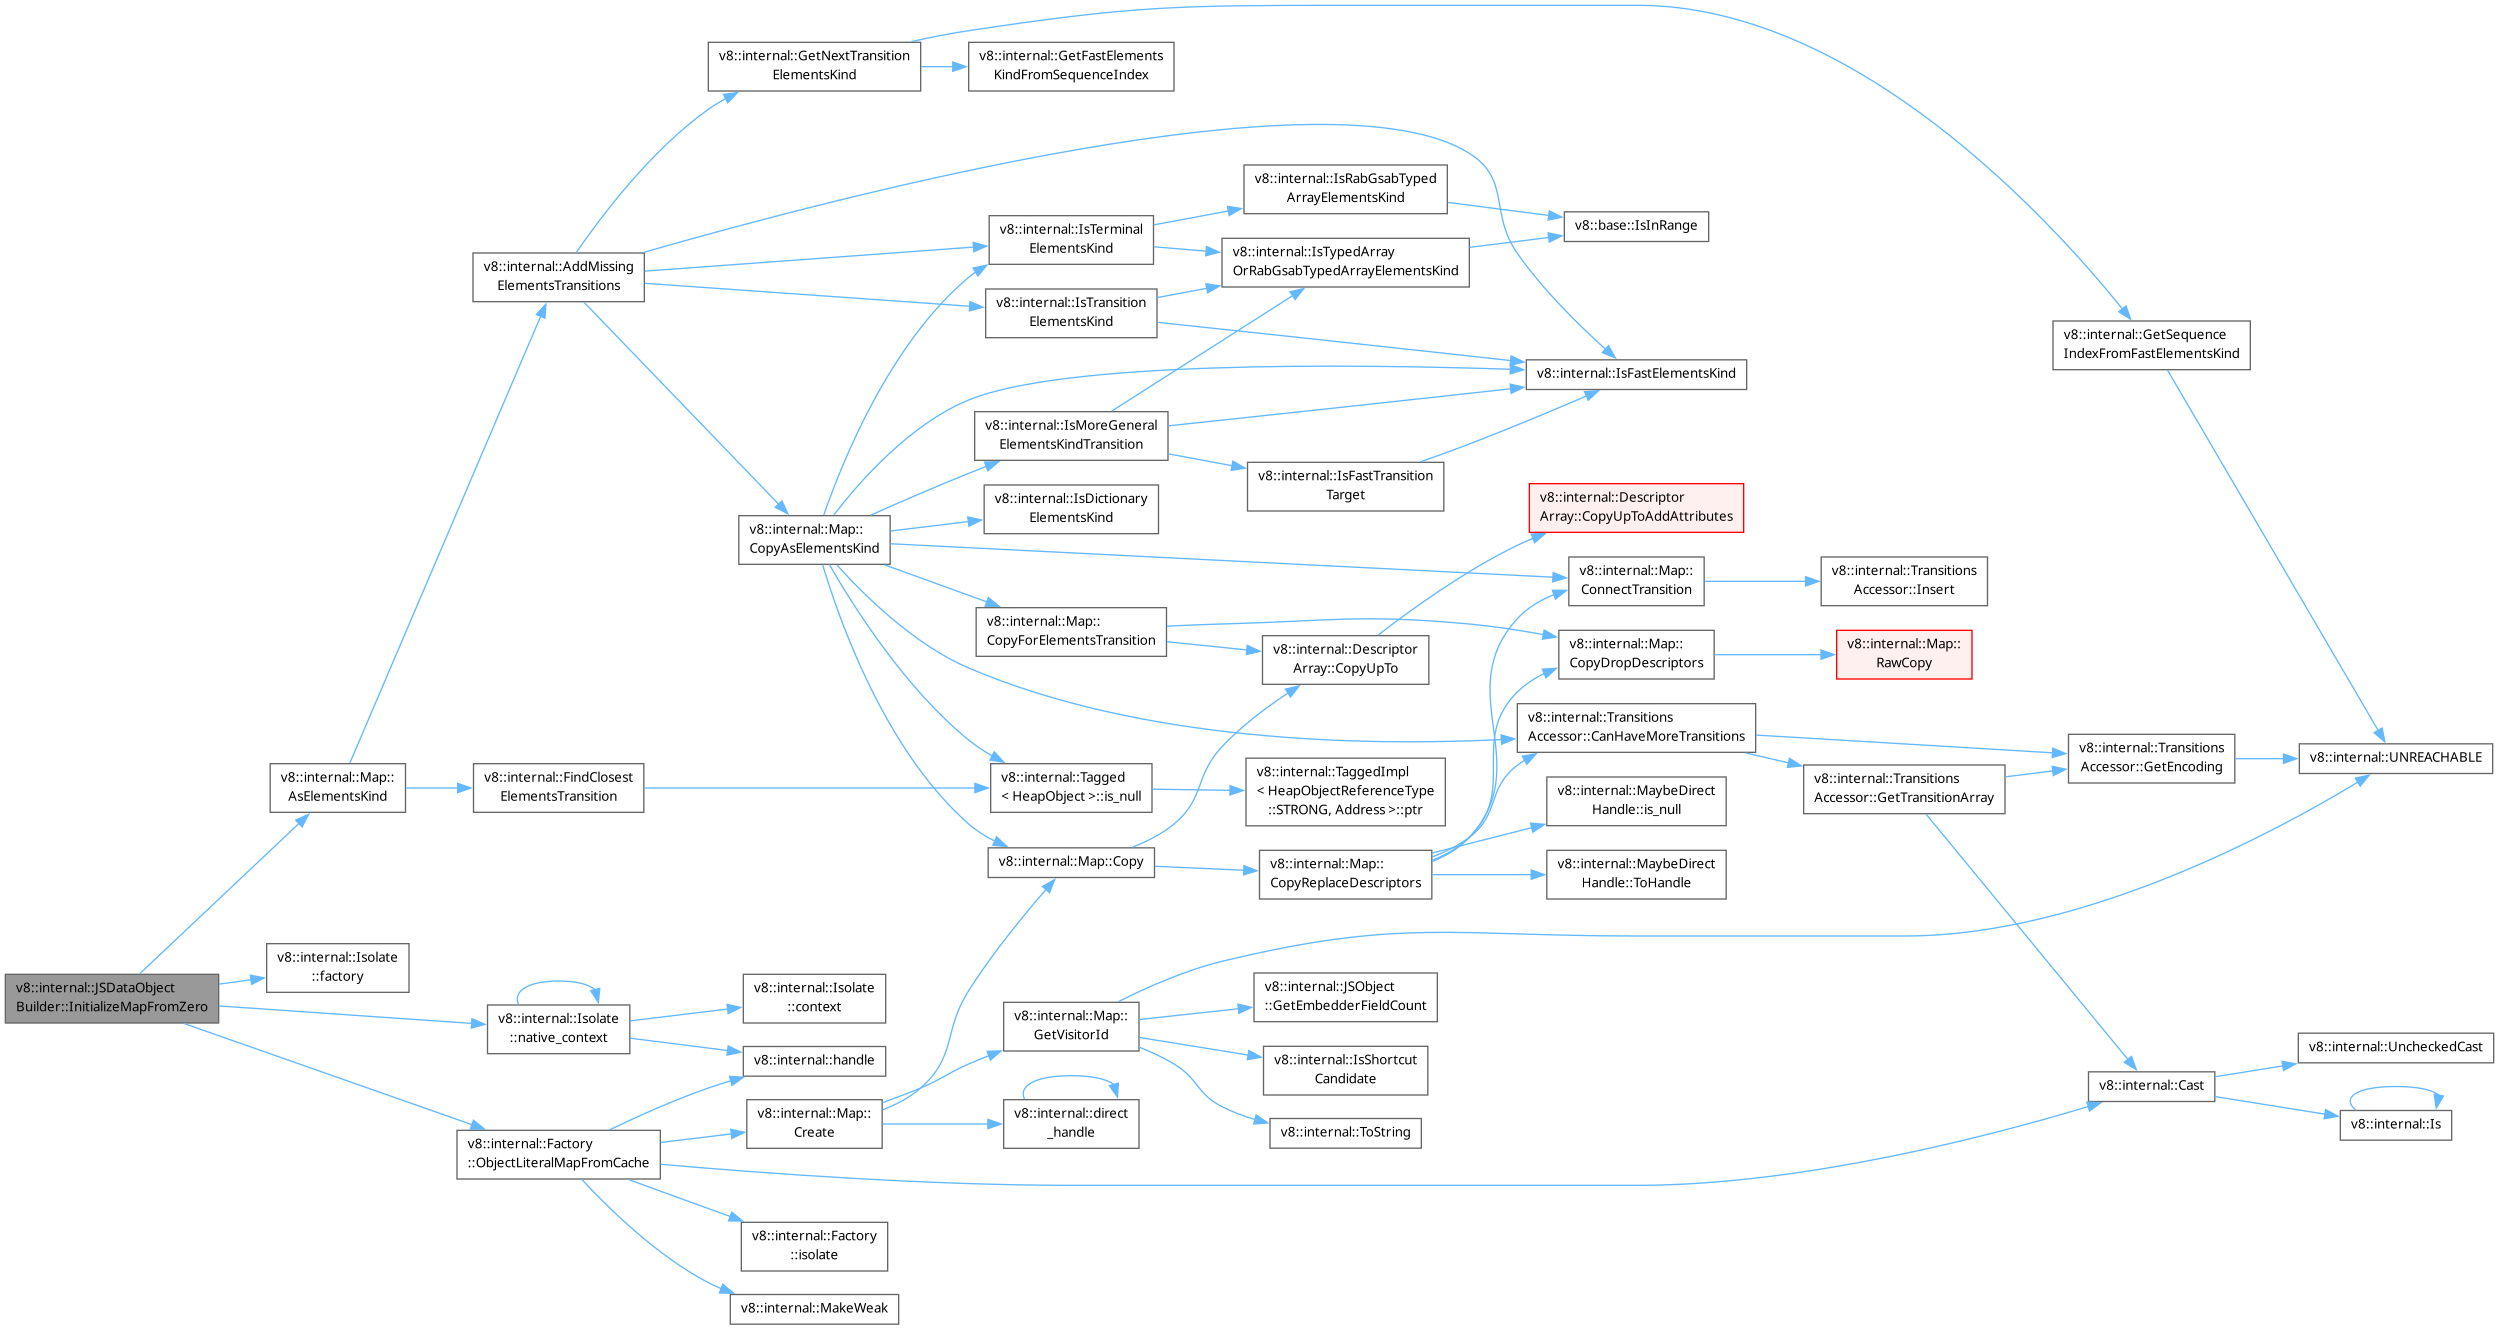 v8::internal::JSDataObject
Builder::InitializeMapFromZero
v8::internal::Map::
AsElementsKind
v8::internal::Isolate
::factory
v8::internal::Isolate
::native_context
v8::internal::Factory
::ObjectLiteralMapFromCache
v8::internal::AddMissing
ElementsTransitions
v8::internal::FindClosest
ElementsTransition
v8::internal::GetNextTransition
ElementsKind
v8::internal::GetFastElements
KindFromSequenceIndex
v8::internal::Map::
CopyAsElementsKind
v8::internal::Isolate
::context
v8::internal::handle
v8::internal::Map::
Create
v8::internal::Factory
::isolate
v8::internal::MakeWeak
v8::internal::IsTerminal
ElementsKind
v8::internal::IsTransition
ElementsKind
v8::internal::IsMoreGeneral
ElementsKindTransition
v8::internal::IsDictionary
ElementsKind
v8::internal::Map::
CopyForElementsTransition
v8::internal::Tagged
< HeapObject >::is_null
v8::internal::Map::Copy
v8::internal::Map::
GetVisitorId
v8::internal::direct
_handle
v8::internal::IsRabGsabTyped
ArrayElementsKind
v8::internal::IsTypedArray
OrRabGsabTypedArrayElementsKind
v8::internal::IsFastTransition
Target
v8::internal::Descriptor
Array::CopyUpTo
v8::internal::TaggedImpl
< HeapObjectReferenceType
::STRONG, Address >::ptr
v8::internal::Map::
CopyReplaceDescriptors
v8::internal::JSObject
::GetEmbedderFieldCount
v8::internal::IsShortcut
Candidate
v8::internal::ToString
v8::base::IsInRange
v8::internal::IsFastElementsKind
v8::internal::Descriptor
Array::CopyUpToAddAttributes
v8::internal::Map::
ConnectTransition
v8::internal::Map::
CopyDropDescriptors
v8::internal::Transitions
Accessor::CanHaveMoreTransitions
v8::internal::MaybeDirect
Handle::is_null
v8::internal::MaybeDirect
Handle::ToHandle
v8::internal::Transitions
Accessor::Insert
v8::internal::Map::
RawCopy
v8::internal::Transitions
Accessor::GetTransitionArray
v8::internal::GetSequence
IndexFromFastElementsKind
v8::internal::Transitions
Accessor::GetEncoding
v8::internal::Cast
v8::internal::UNREACHABLE
v8::internal::UncheckedCast
v8::internal::Is